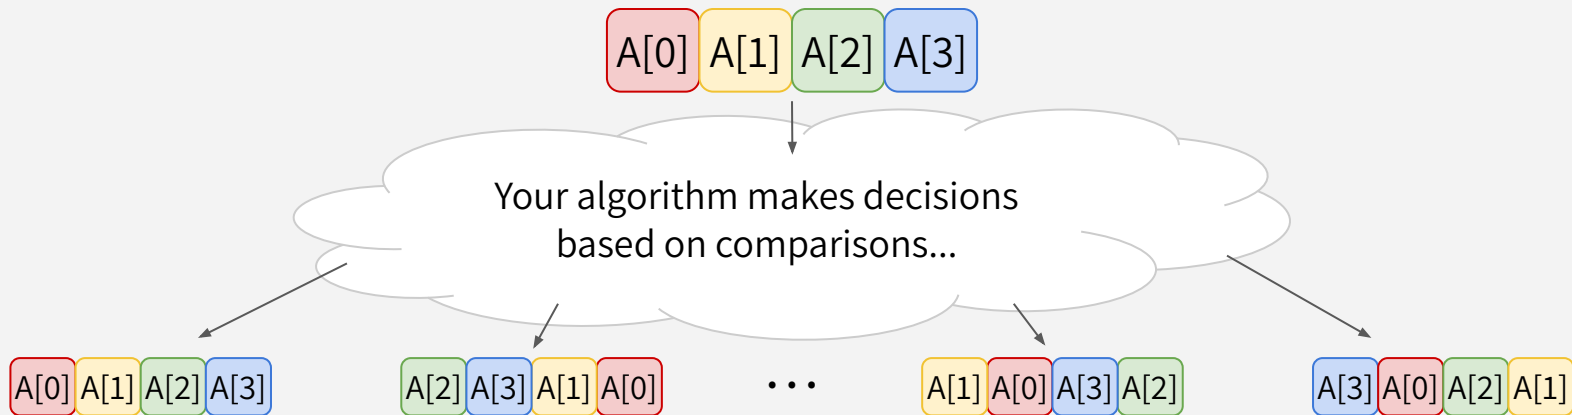 A[0] A[1] A[2] A[3]
Your algorithm makes decisions
based on comparisons...
A[0] A[1] A[2] A[3] A[2] A[3] A[1] A[0] ... A[1] A[0] A[3] A[2] A[3] A[0] A[2] A[1]